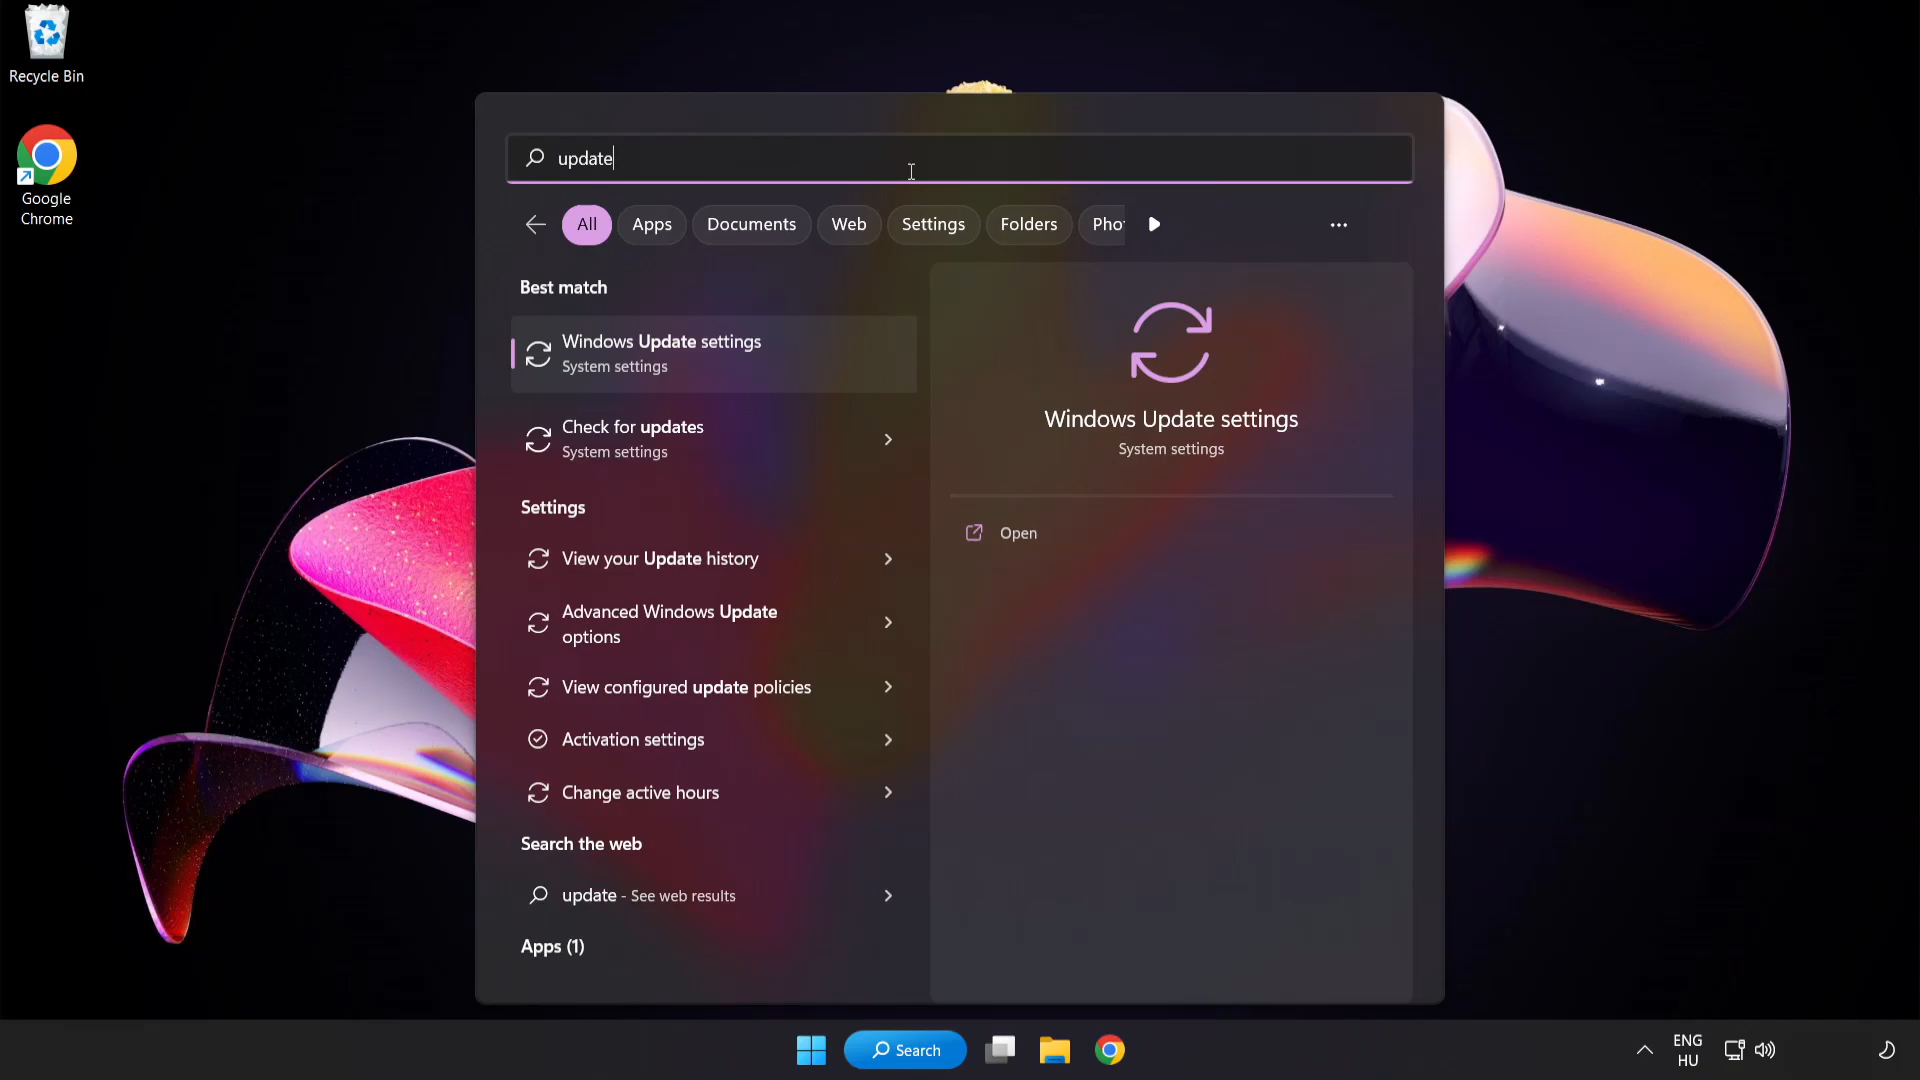 Recycle Bin
Google
Chrome
update
All
Apps
Documents
Web
Settings
Folders
Pho
Best match
Windows Update settings
System settings
Check for updates
System settings
Settings
View your Update history
Advanced Windows Update
options
View configured update policies
Activation settings
Change active hours
Search the web
update - See web results
Apps (1)
Windows Update settings
System settings
Open
Search
ENG
HU